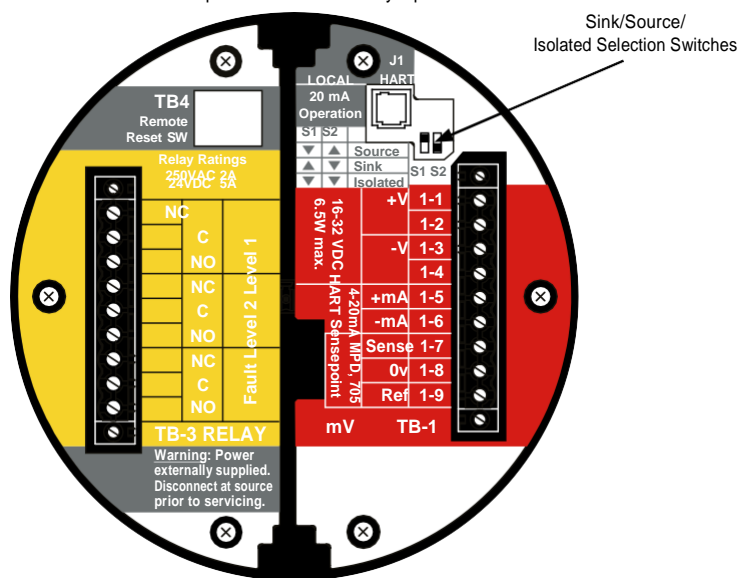 Sink/Source/
Isolated Selection Switches
J1
LOCAL HART
20 mA
Operation
S1 S2
Source
Sink
Isolated
S1 S2
TB4
Remote
Reset SW
Relay Ratings
250VAC 2A
24VDC 5A
NC
C
NO
NC
C
NO
NC
C
NO
Fault Level 2 Level 1
TB-3 RELAY
Warning: Power
externally supplied.
Disconnect at source
prior to servicing.
16-32 VDC HART Sensepoint
6.5W max.
4-20mA MPD, 705
+V 1-1
1-2
-V 1-3
1-4
+mA 1-5
-mA 1-6
Sense 1-7
0v 1-8
Ref 1-9
mV TB-1